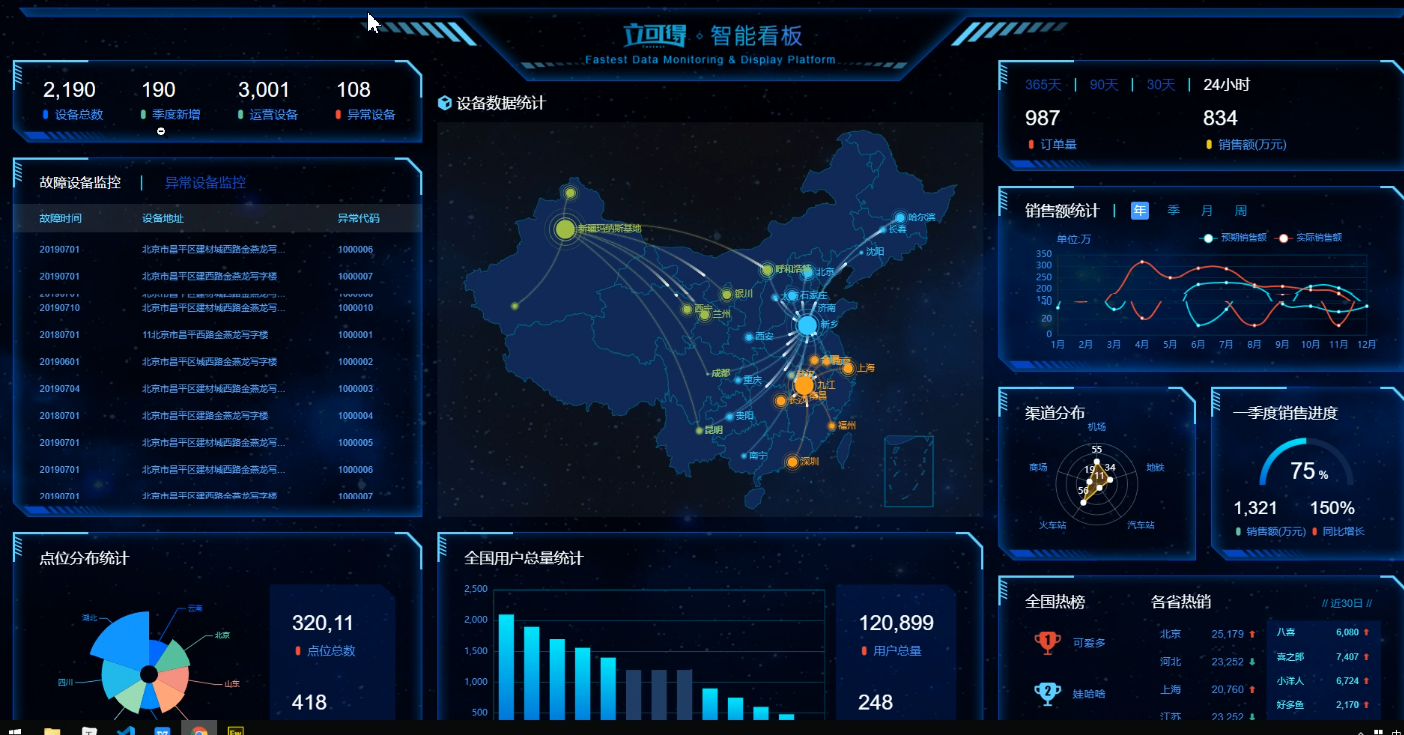 立可得 智能看板
Fastest Data Monitoring & Display Platform
2,190 190 3,001 108
设备总数 季度新增 运营设备 异常设备
故障设备监控 异常设备监控
故障时间 设备地址 异常代码
20190701 北京市昌平区建材城西路金燕龙写... 1000006
20190701 北京市昌平区建西路金燕龙写字楼 1000007
20190710 北京市昌平区建材城西路金燕龙写... 1000010
20180701 11北京市昌平西路金燕龙写字楼 1000001
20190601 北京市昌平区城西路金燕龙写字楼 1000002
20190704 北京市昌平区建材城西路金燕龙写... 1000003
20180701 北京市昌平区建路金燕龙写字楼 1000004
20190701 北京市昌平区建材城西路金燕龙写... 1000005
20190701 北京市昌平区建材城西路金燕龙写... 1000006
20190701 北京市昌平区建材城西路金燕龙写... 1000007
点位分布统计
云南
湖北
北京
四川
山东
320,11
点位总数
418
设备数据统计
哈尔滨
长春
沈阳
新疆玛纳斯基地
呼和浩特
北京
银川
石家庄
西宁
兰州
济南
新乡
西安
成都
重庆
上海
九江
南昌
贵阳
昆明
福州
南宁
深圳
全国用户总量统计
2,500
2,000
1,500
1,000
500
120,899
用户总量
248
365天 90天 30天 24小时
987 834
订单量 销售额(万元)
销售额统计 年 季 月 周
单位:万 预期销售额 实际销售额
350
300
250
200
150
20
0
1月 2月 3月 4月 5月 6月 7月 8月 9月 10月 11月 12月
渠道分布
机场
55
商场 19 34 地铁
11
56
火车站 汽车站
一季度销售进度
75 %
1,321 150%
销售额(万元) 同比增长
全国热榜
1 可爱多
2 娃哈哈
各省热销 // 近30日 //
北京 25,179
河北 23,252
上海 20,760
江苏 23,252
八喜 6,080
喜之郎 7,407
小洋人 6,724
好多鱼 2,170